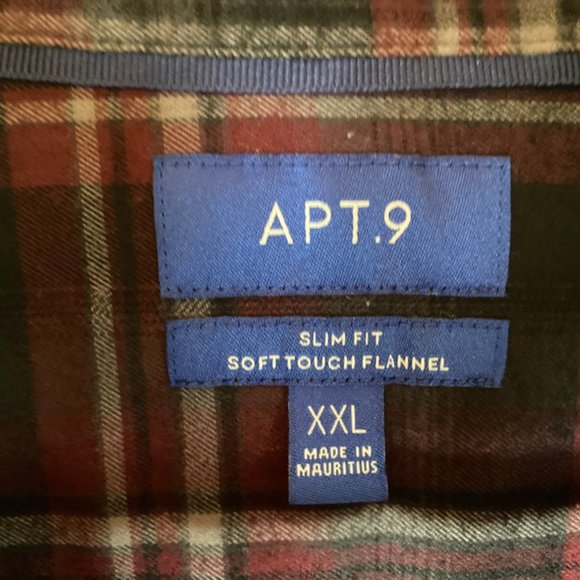 APT.9
SLIM FIT
SOFT TOUCH FLANNEL
XXL
MADE IN
MAURITIUS